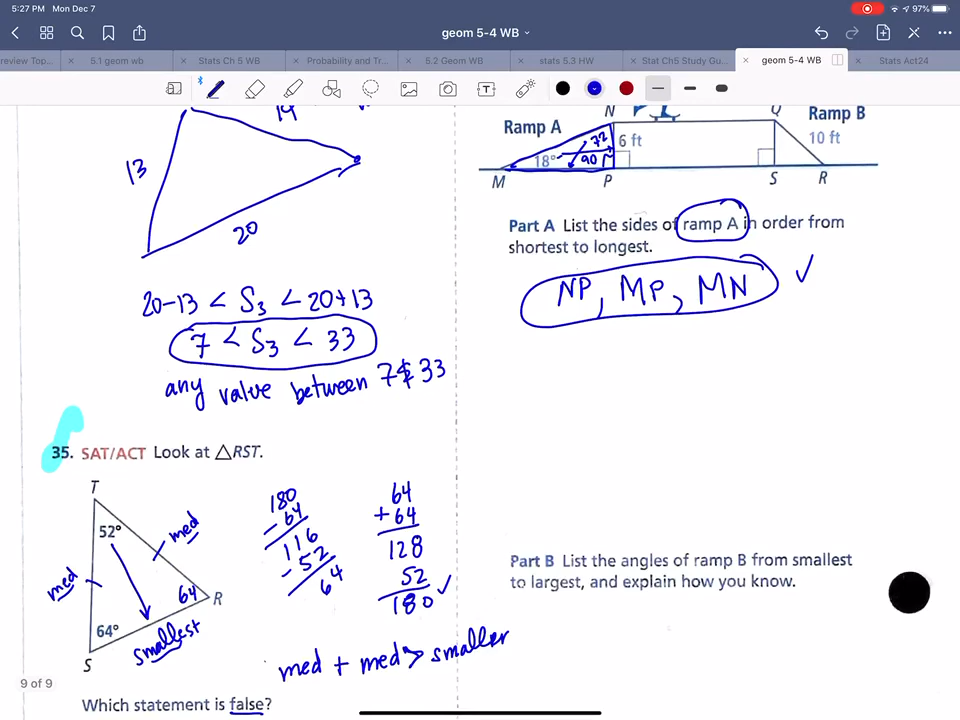 5:27 PM Mon Dec 7
97%
geom 5-4 WB
review Top...
5.1 geom wb
Stats Ch 5 WB
Probability and Tr...
5.2 Geom WB
stats 5.3 HW
Stat Ch5 Study Gu...
geom 5-4 WB
Stats Act24
14
13
20
20-13 < S3 < 20+13
7 < S3 < 33
any value between 7 & 33
35. SAT/ACT Look at △RST.
T
52°
med
med
64
R
64°
smallest
S
180
- 64
116
- 52
64
64
+ 64
128
52
180 ✓
med + med > smaller
9 of 9
Which statement is false?
N
Q
Ramp A
Ramp B
72
6 ft
10 ft
18°
90
M
P
S
R
Part A List the sides of ramp A in order from
shortest to longest.
NP, MP, MN ✓
Part B List the angles of ramp B from smallest
to largest, and explain how you know.